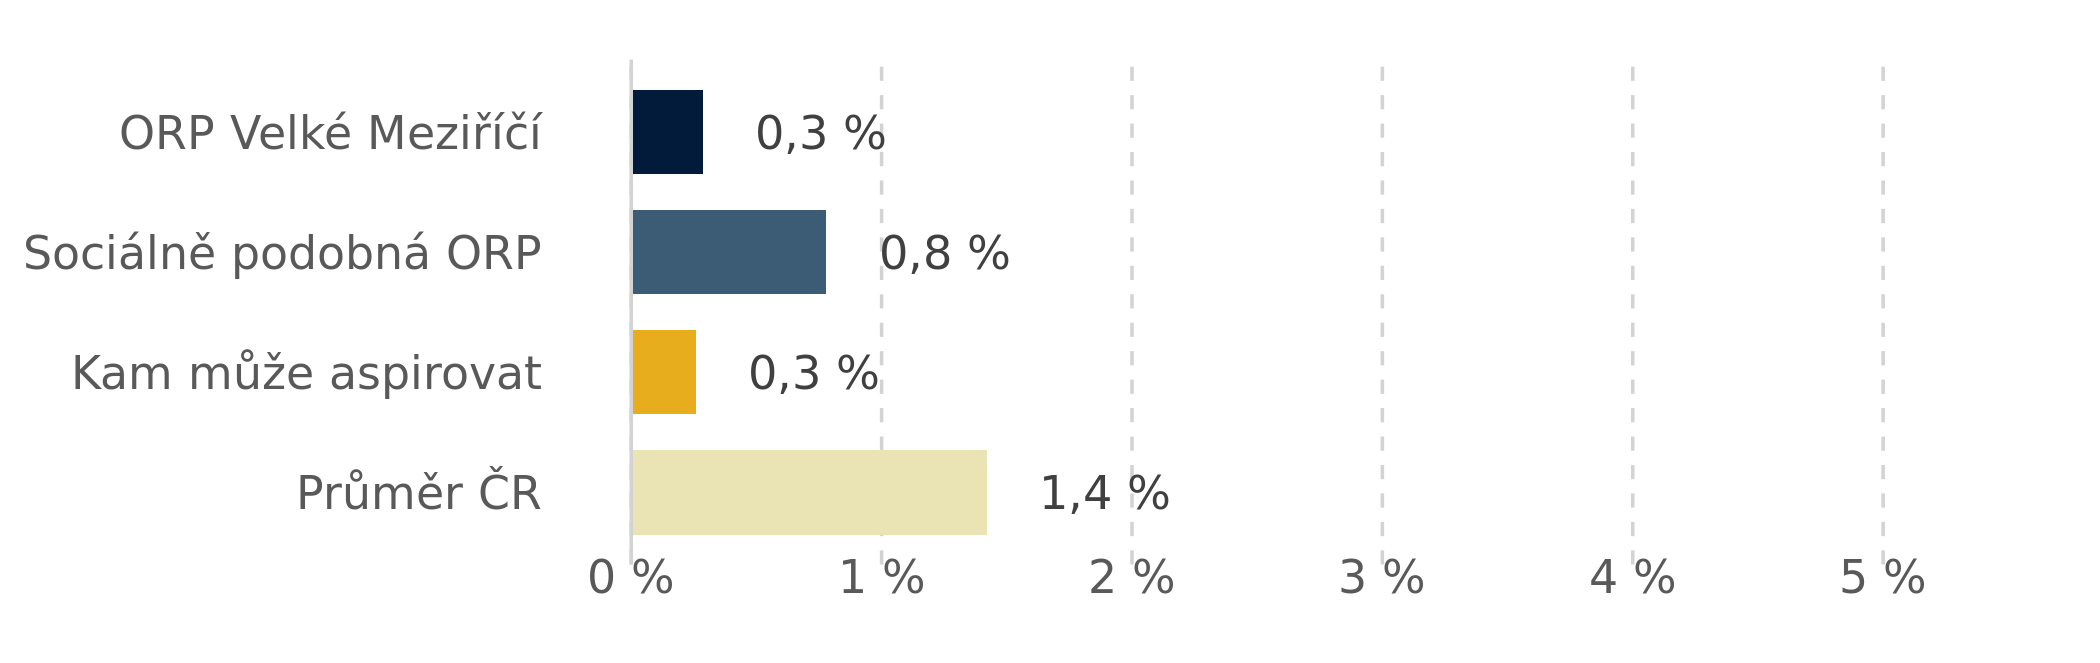 ORP Velké Meziříčí 0,3 %
Sociálně podobná ORP 0,8 %
Kam může aspirovat 0,3 %
Průměr ČR 1,4 %
0 % 1 % 2 % 3 % 4 % 5 %